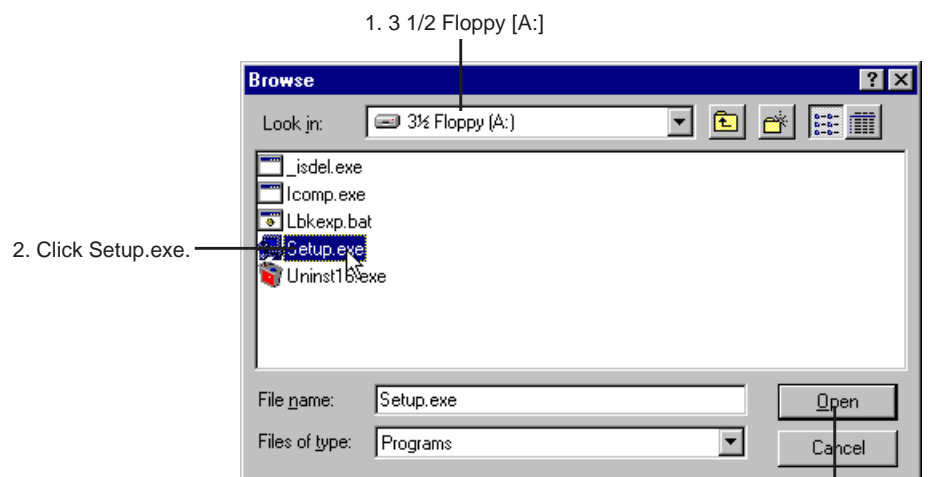 1. 3 1/2 Floppy [A:]
Browse
Look in: 3½ Floppy (A:)
_isdel.exe
Icomp.exe
Lbkexp.bat
2. Click Setup.exe.
Setup.exe
Uninst16.exe
File name: Setup.exe
Open
Files of type: Programs
Cancel